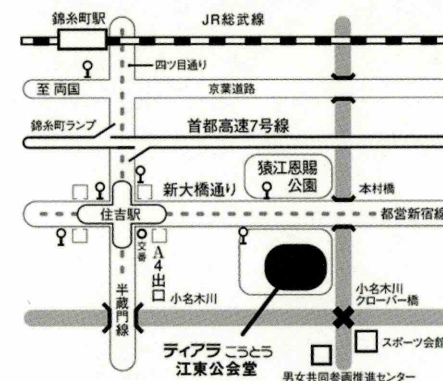 錦糸町駅
JR総武線
四ツ目通り
至 両国
京葉道路
錦糸町ランプ
首都高速7号線
猿江恩賜
公園
新大橋通り
本村橋
住吉駅
都営新宿線
交番
A4出口
半蔵門線
小名木川
小名木川
クローバー橋
ティアラ こうとう
江東公会堂
スポーツ会館
男女共同参画推進センター